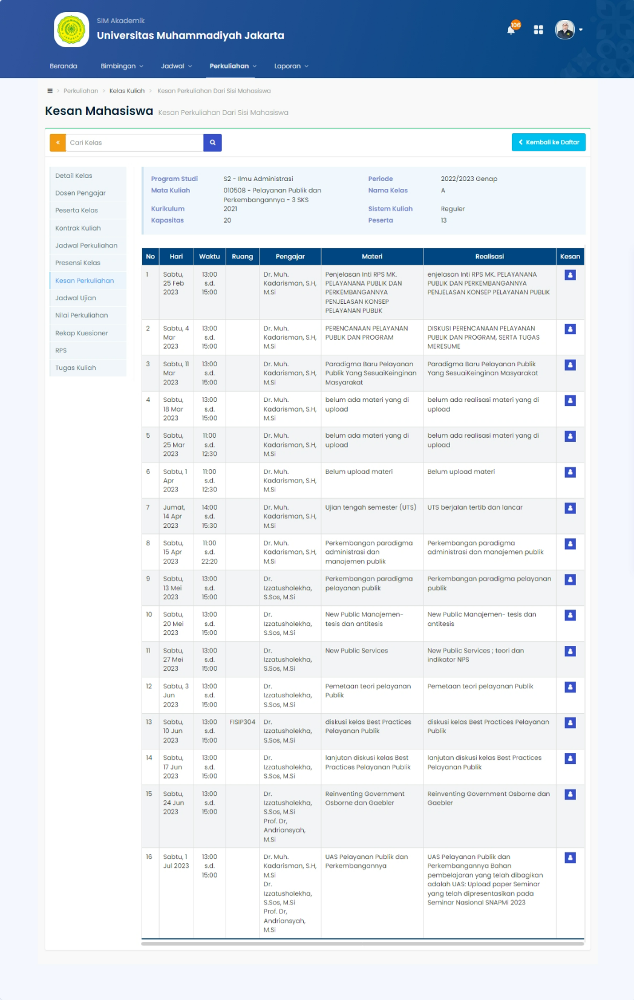 SIM Akademik
Universitas Muhammadiyah Jakarta
106
Beranda Bimbingan Jadwal Perkuliahan Laporan
Perkuliahan > Kelas Kuliah > Kesan Perkuliahan Dari Sisi Mahasiswa
Kesan Mahasiswa Kesan Perkuliahan Dari Sisi Mahasiswa
« Cari Kelas
Kembali ke Daftar
Detail Kelas
Dosen Pengajar
Peserta Kelas
Kontrak Kuliah
Jadwal Perkuliahan
Presensi Kelas
Kesan Perkuliahan
Jadwal Ujian
Nilai Perkuliahan
Rekap Kuesioner
RPS
Tugas Kuliah
Program Studi S2 - Ilmu Administrasi Periode 2022/2023 Genap
Mata Kuliah 010508 - Pelayanan Publik dan Nama Kelas A
Perkembangannya - 3 SKS
Kurikulum 2021 Sistem Kuliah Reguler
Kapasitas 20 Peserta 13
No Hari Waktu Ruang Pengajar Materi Realisasi Kesan
1 Sabtu, 13:00 Dr. Muh. Penjelasan Inti RPS MK. enjelasan Inti RPS MK. PELAYANANA
25 Feb s.d. Kadarisman, S.H, PELAYANANA PUBLIK DAN PUBLIK DAN PERKEMBANGANNYA
2023 15:00 M.Si PERKEMBANGANNYA PENJELASAN KONSEP PELAYANAN PUBLIK
PENJELASAN KONSEP
PELAYANAN PUBLIK
2 Sabtu, 4 13:00 Dr. Muh. PERENCANAAN PELAYANAN DISKUSI PERENCANAAN PELAYANAN
Mar s.d. Kadarisman, S.H, PUBLIK DAN PROGRAM PUBLIK DAN PROGRAM, SERTA TUGAS
2023 15:00 M.Si MERESUME
3 Sabtu, 11 13:00 Dr. Muh. Paradigma Baru Pelayanan Paradigma Baru Pelayanan Publik
Mar s.d. Kadarisman, S.H, Publik Yang SesuaiKeinginan Yang SesuaiKeinginan Masyarakat
2023 15:00 M.Si Masyarakat
4 Sabtu, 13:00 Dr. Muh. belum ada materi yang di belum ada realisasi materi yang di
18 Mar s.d. Kadarisman, S.H, upload upload
2023 15:00 M.Si
5 Sabtu, 11:00 Dr. Muh. belum ada materi yang di belum ada realisasi materi yang di
25 Mar s.d. Kadarisman, S.H, upload upload
2023 12:30 M.Si
6 Sabtu, 1 11:00 Dr. Muh. Belum upload materi Belum upload materi
Apr s.d. Kadarisman, S.H,
2023 12:30 M.Si
7 Jumat, 14:00 Dr. Muh. Ujian tengah semester (UTS) UTS berjalan tertib dan lancar
14 Apr s.d. Kadarisman, S.H,
2023 15:30 M.Si
8 Sabtu, 11:00 Dr. Muh. Perkembangan paradigma Perkembangan paradigma
15 Apr s.d. Kadarisman, S.H, administrasi dan administrasi dan manajemen publik
2023 22:20 M.Si manajemen publik
9 Sabtu, 13:00 Dr. Perkembangan paradigma Perkembangan paradigma pelayanan
13 Mei s.d. Izzatusholekha, pelayanan publik publik
2023 15:00 S.Sos, M.Si
10 Sabtu, 13:00 Dr. New Public Manajemen- New Public Manajemen- tesis dan
20 Mei s.d. Izzatusholekha, tesis dan antitesis antitesis
2023 15:00 S.Sos, M.Si
11 Sabtu, 13:00 Dr. New Public Services New Public Services ; teori dan
27 Mei s.d. Izzatusholekha, indikator NPS
2023 15:00 S.Sos, M.Si
12 Sabtu, 3 13:00 Dr. Pemetaan teori pelayanan Pemetaan teori pelayanan Publik
Jun s.d. Izzatusholekha, Publik
2023 15:00 S.Sos, M.Si
13 Sabtu, 13:00 FISIP304 Dr. diskusi kelas Best Practices diskusi kelas Best Practices Pelayanan
10 Jun s.d. Izzatusholekha, Pelayanan Publik Publik
2023 15:00 S.Sos, M.Si
14 Sabtu, 13:00 Dr. lanjutan diskusi kelas Best lanjutan diskusi kelas Best Practices
17 Jun s.d. Izzatusholekha, Practices Pelayanan Publik Pelayanan Publik
2023 15:00 S.Sos, M.Si
15 Sabtu, 13:00 Dr. Reinventing Government Reinventing Government Osborne dan
24 Jun s.d. Izzatusholekha, Osborne dan Gaebler Gaebler
2023 15:00 S.Sos, M.Si
Prof. Dr,
Andriansyah,
M.Si
16 Sabtu, 1 13:00 Dr. Muh. UAS Pelayanan Publik dan UAS Pelayanan Publik dan
Jul 2023 s.d. Kadarisman, S.H, Perkembangannya Perkembangannya Bahan
15:00 M.Si pembelajaran yang telah dibagikan
Dr. adalah UAS: Upload paper Seminar
Izzatusholekha, yang telah dipresentasikan pada
S.Sos, M.Si Seminar Nasional SNAPMi 2023
Prof. Dr,
Andriansyah,
M.Si